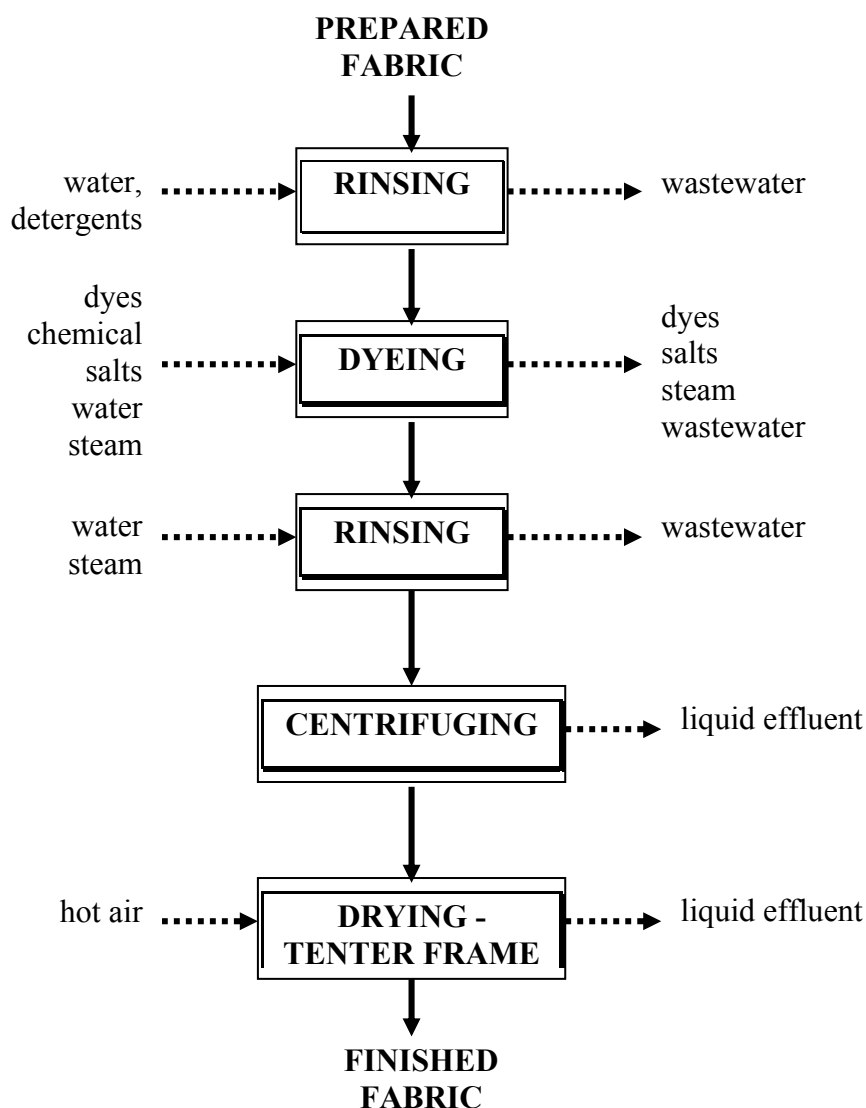 PREPARED
FABRIC
water,
detergents
RINSING
wastewater
dyes
chemical
salts
water
steam
DYEING
dyes
salts
steam
wastewater
water
steam
RINSING
wastewater
CENTRIFUGING
liquid effluent
hot air
DRYING -
TENTER FRAME
liquid effluent
FINISHED
FABRIC